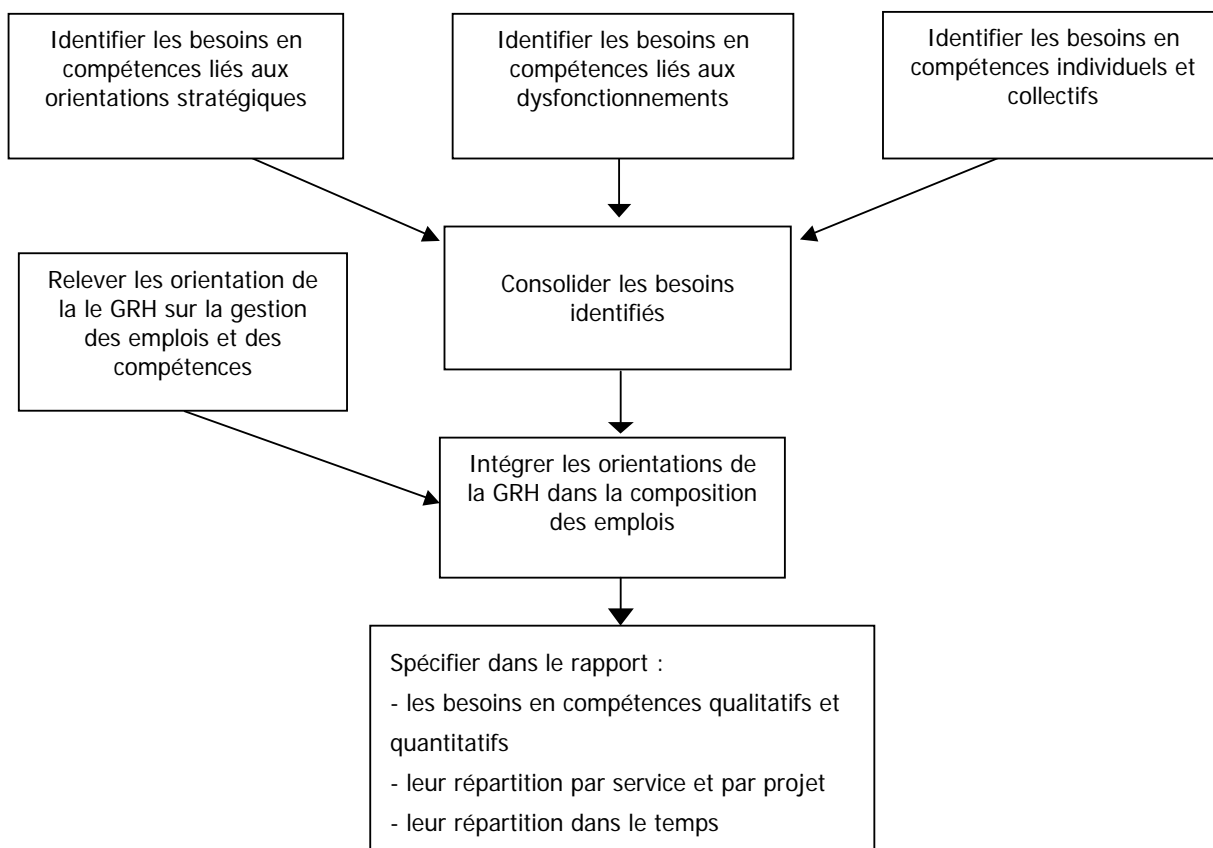 Identifier les besoins en
compétences liés aux
orientations stratégiques
Identifier les besoins en
compétences liés aux
dysfonctionnements
Identifier les besoins en
compétences individuels et
collectifs
Relever les orientation de
la le GRH sur la gestion
des emplois et des
compétences
Consolider les besoins
identifiés
Intégrer les orientations de
la GRH dans la composition
des emplois
Spécifier dans le rapport :
- les besoins en compétences qualitatifs et
quantitatifs
- leur répartition par service et par projet
- leur répartition dans le temps